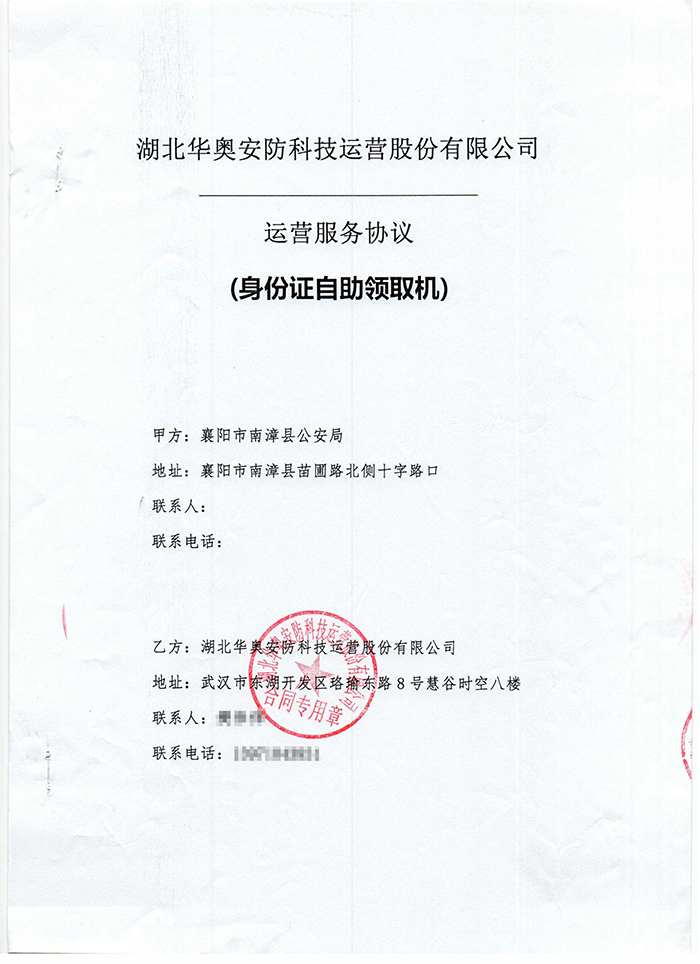 湖北华奥安防科技运营股份有限公司
运营服务协议
(身份证自助领取机)
甲方：襄阳市南漳县公安局
地址：襄阳市南漳县苗圃路北侧十字路口
联系人：
联系电话：
乙方：湖北华奥安防科技运营股份有限公司
地址：武汉市东湖开发区珞瑜东路8号慧谷时空八楼
联系人：
联系电话：
湖北华奥安防科技运营股份有限公司
合同专用章